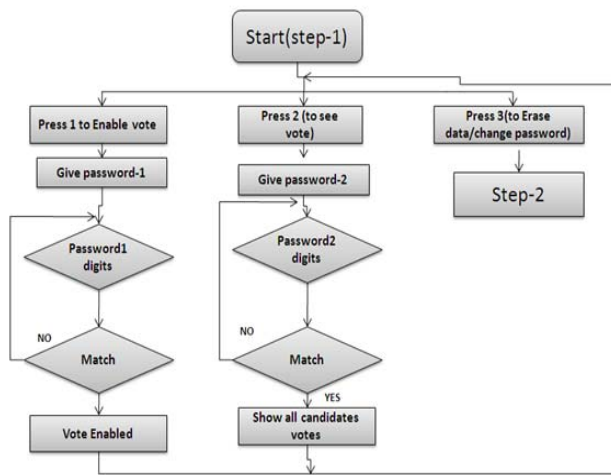 Start(step-1)
Press 1 to Enable vote
Press 2 (to see
vote)
Press 3(to Erase
data/change password)
Give password-1
Give password-2
Step-2
Password1
digits
Password2
digits
NO
Match
NO
Match
YES
Vote Enabled
Show all candidates
votes